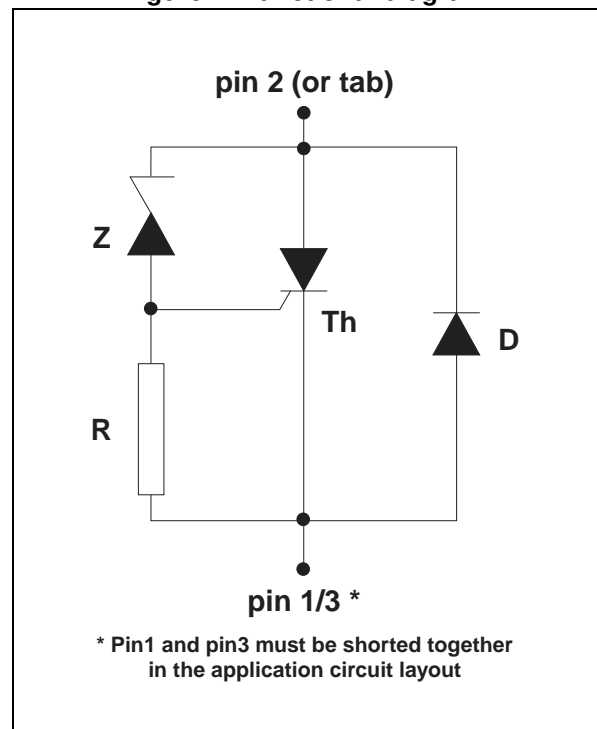 pin 2 (or tab)
Z
Th
D
R
pin 1/3 *
* Pin1 and pin3 must be shorted together
in the application circuit layout